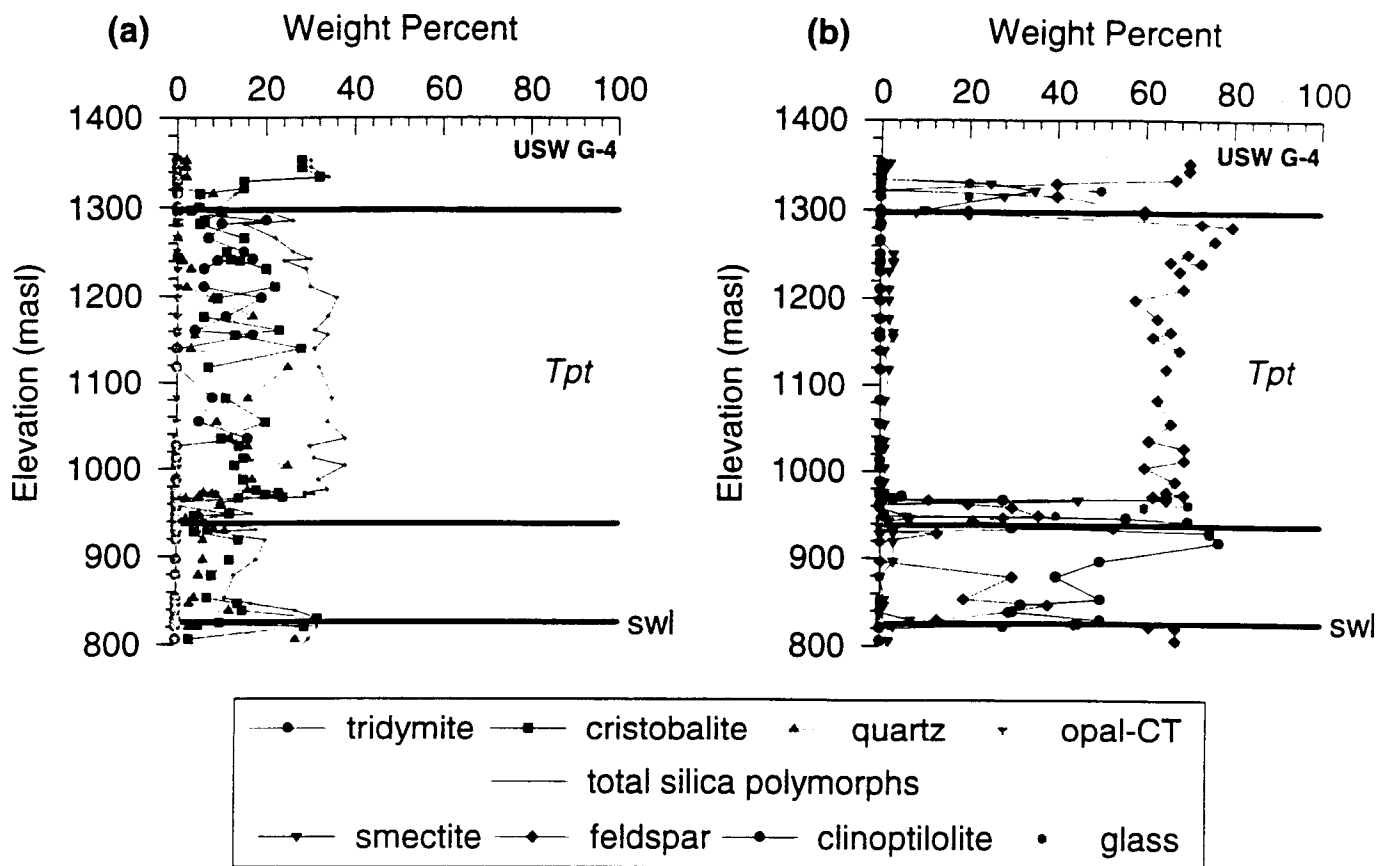 (a) Weight Percent
0 20 40 60 80 100
1400
USW G-4
1300
1200
1100
1000
900
800
Elevation (masl)
Tpt
swl
(b) Weight Percent
0 20 40 60 80 100
1400
USW G-4
1300
1200
1100
1000
900
800
Elevation (masl)
Tpt
swl
tridymite cristobalite quartz opal-CT
total silica polymorphs
smectite feldspar clinoptilolite glass